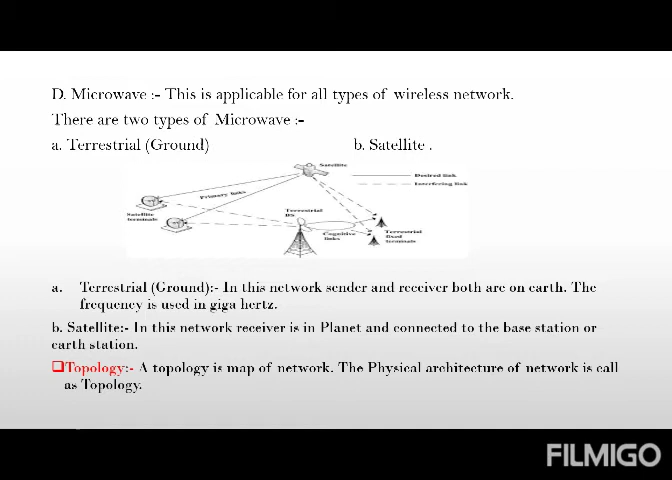 D. Microwave :- This is applicable for all types of wireless network.
There are two types of Microwave :-
a. Terrestrial (Ground) b. Satellite .
Satellite
Desired link
Interfering link
Primary links
Satellite
terminals
Terrestrial
BS
Cognitive
links
Terrestrial
fixed
terminals
a. Terrestrial (Ground):- In this network sender and receiver both are on earth. The
frequency is used in giga hertz.
b. Satellite:- In this network receiver is in Planet and connected to the base station or
earth station.
❑Topology:- A topology is map of network. The Physical architecture of network is call
as Topology.
FILMIGO